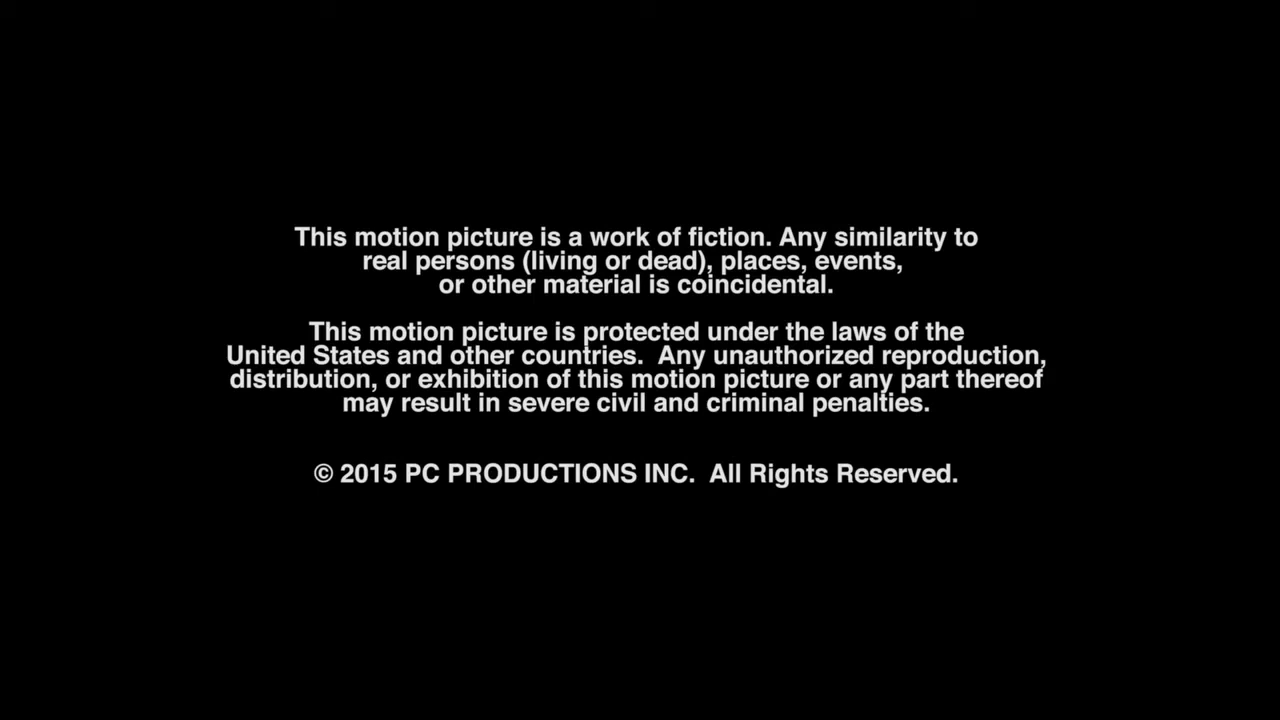 This motion picture is a work of fiction. Any similarity to
real persons (living or dead), places, events,
or other material is coincidental.
This motion picture is protected under the laws of the
United States and other countries.  Any unauthorized reproduction,
distribution, or exhibition of this motion picture or any part thereof
may result in severe civil and criminal penalties.
© 2015 PC PRODUCTIONS INC.  All Rights Reserved.